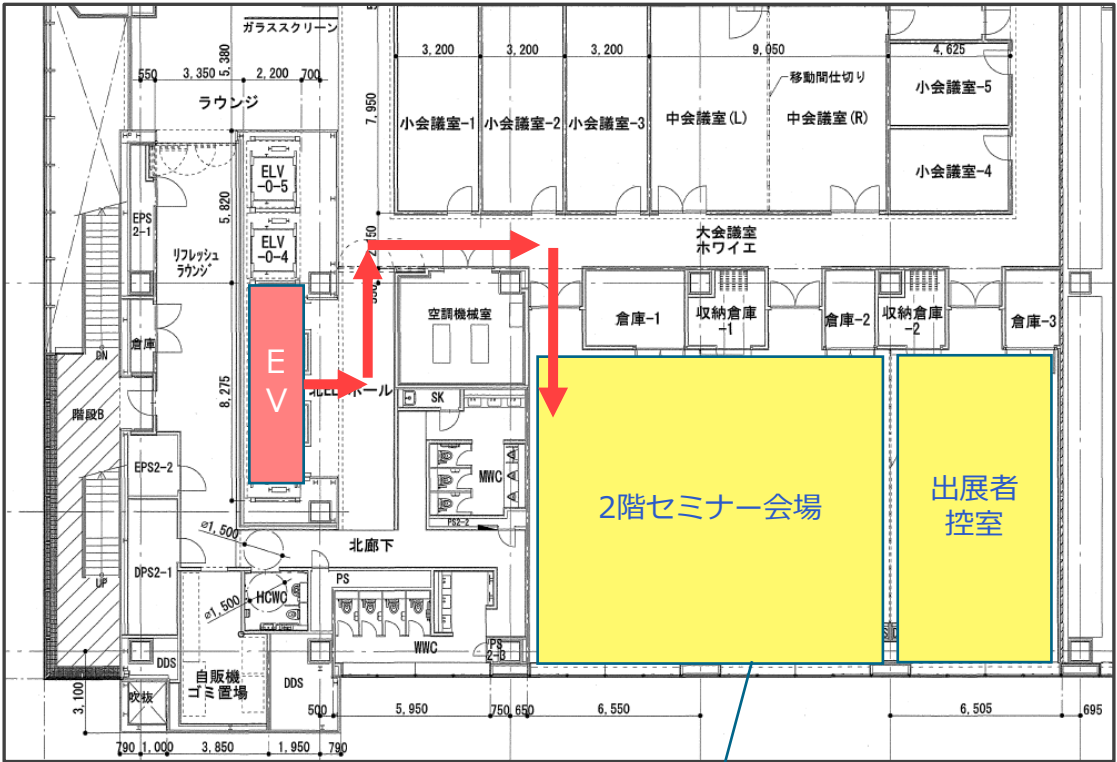 ガラススクリーン
5,380
550
3,350
2,200
700
ラウンジ
3,200
3,200
3,200
9,050
4,625
移動間仕切り
7,950
小会議室-1
小会議室-2
小会議室-3
中会議室(L)
中会議室(R)
小会議室-5
小会議室-4
ELV
-0-5
ELV
-0-4
EPS
2-1
5,820
リフレッシュ
ラウンジ
大会議室
ホワイエ
空調機械室
倉庫-1
収納倉庫
-1
倉庫-2
収納倉庫
-2
倉庫-3
倉庫
DN
E
V
8,275
SK
階段B
EPS2-2
MWC
PS2-2
2階セミナー会場
出展者
控室
ø1,500
北廊下
DPS2-1
UP
PS
HCWC
ø1,500
WWC
PS
2-3
DDS
自販機
ゴミ置場
DDS
吹抜
3,100
500
5,950
750
650
6,550
6,505
695
790
1,000
3,850
1,950
790